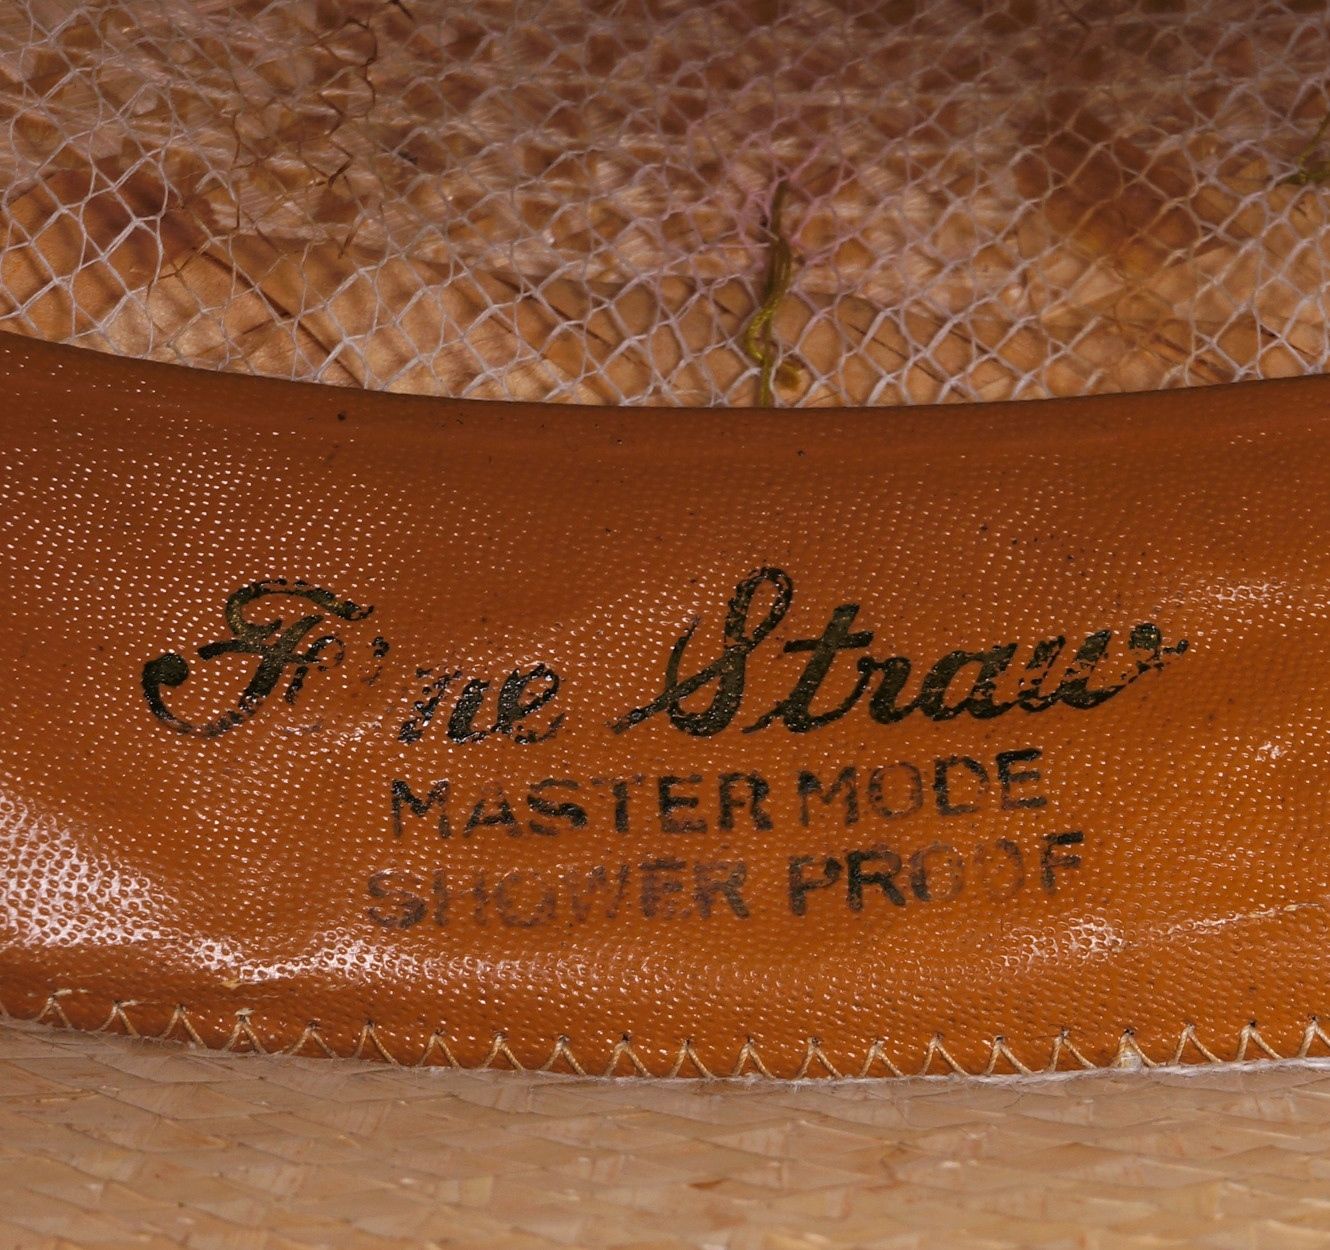 Fine Straw
MASTER MODE
SHOWER PROOF